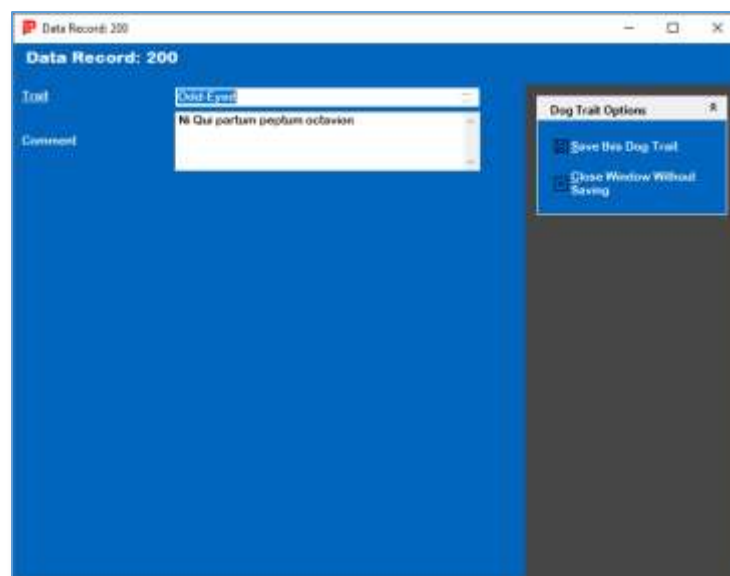 Data Record: 200
Data Record: 200
Trait
Odd-Eyed
Comment
Ni Qui partum peptum octavion
Dog Trait Options
Save this Dog Trait
Close Window Without
Saving